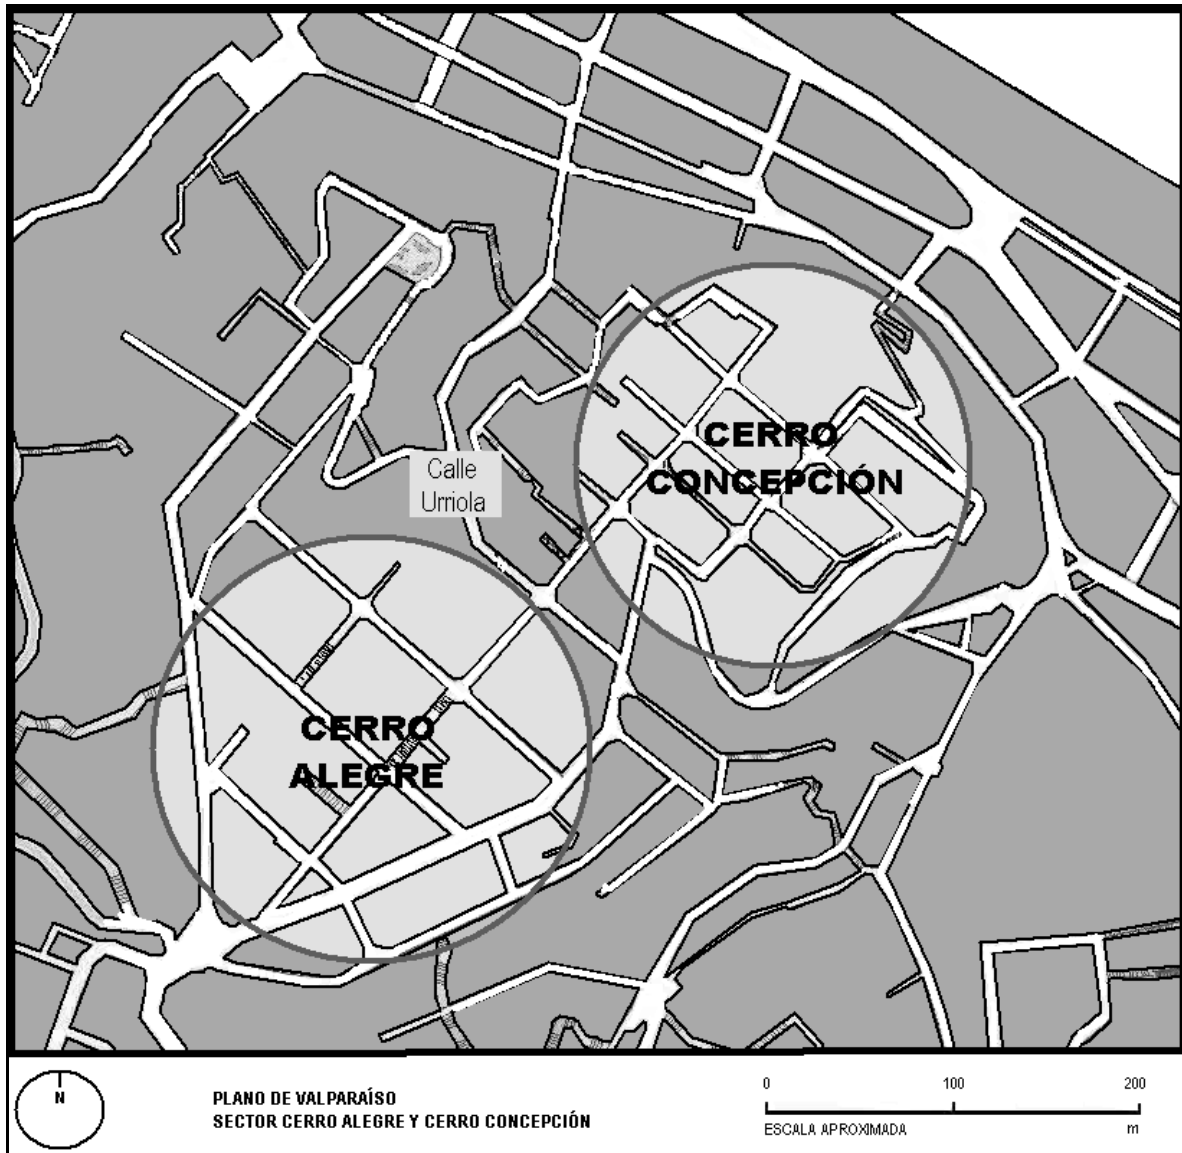 CERRO
CONCEPCIÓN
Calle
Urriola
CERRO
ALEGRE
N
PLANO DE VALPARAÍSO
SECTOR CERRO ALEGRE Y CERRO CONCEPCIÓN
0 100 200
ESCALA APROXIMADA m